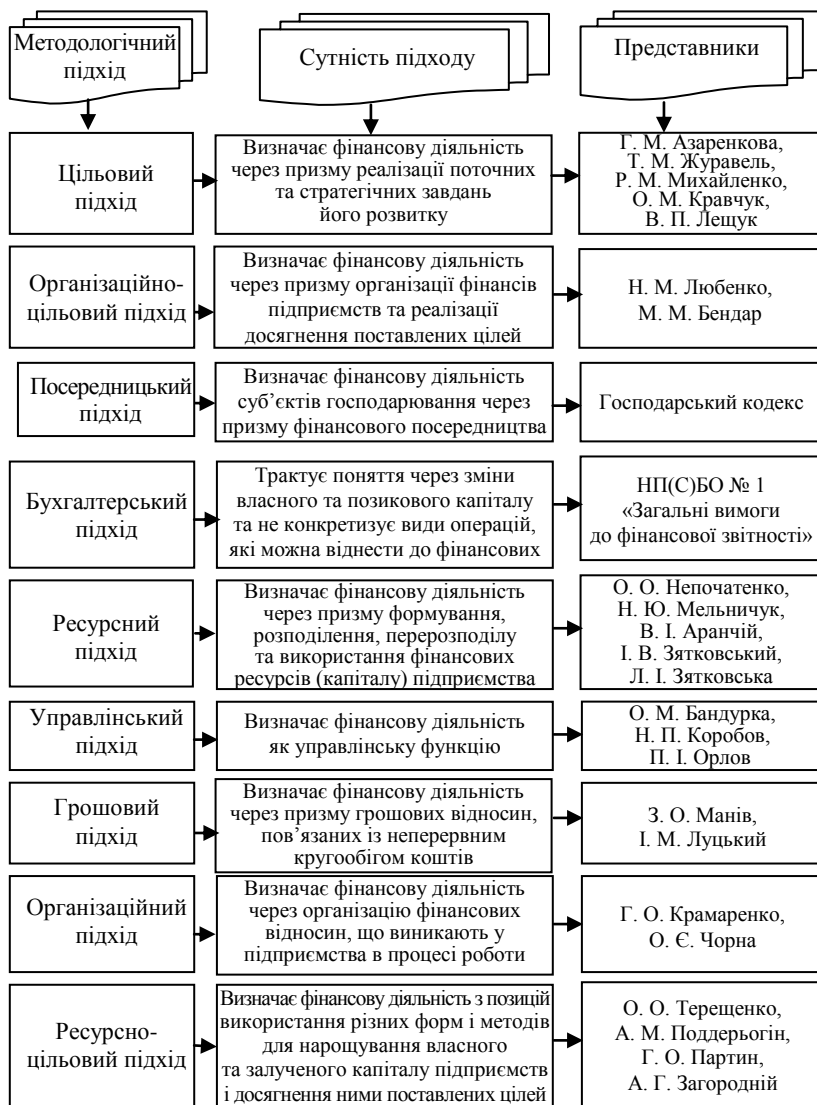 Методологічний
підхід
Сутність підходу
Представники
Цільовий
підхід
Визначає фінансову діяльність
через призму реалізації поточних
та стратегічних завдань
його розвитку
Г. М. Азаренкова,
Т. М. Журавель,
Р. М. Михайленко,
О. М. Кравчук,
В. П. Лещук
Організаційно-
цільовий підхід
Визначає фінансову діяльність
через призму організації фінансів
підприємств та реалізації
досягнення поставлених цілей
Н. М. Любенко,
М. М. Бендар
Посередницький
підхід
Визначає фінансову діяльність
суб’єктів господарювання через
призму фінансового посередництва
Господарський кодекс
Бухгалтерський
підхід
Трактує поняття через зміни
власного та позикового капіталу
та не конкретизує види операцій,
які можна віднести до фінансових
НП(С)БО № 1
«Загальні вимоги
до фінансової звітності»
Ресурсний
підхід
Визначає фінансову діяльність
через призму формування,
розподілення, перерозподілу
та використання фінансових
ресурсів (капіталу) підприємства
О. О. Непочатенко,
Н. Ю. Мельничук,
В. І. Аранчій,
І. В. Зятковський,
Л. І. Зятковська
Управлінський
підхід
Визначає фінансову діяльність
як управлінську функцію
О. М. Бандурка,
Н. П. Коробов,
П. І. Орлов
Грошовий
підхід
Визначає фінансову діяльність
через призму грошових відносин,
пов’язаних із неперервним
кругообігом коштів
З. О. Манів,
І. М. Луцький
Організаційний
підхід
Визначає фінансову діяльність
через організацію фінансових
відносин, що виникають у
підприємства в процесі роботи
Г. О. Крамаренко,
О. Є. Чорна
Ресурсно-
цільовий підхід
Визначає фінансову діяльність з позицій
використання різних форм і методів
для нарощування власного
та залученого капіталу підприємств
і досягнення ними поставлених цілей
О. О. Терещенко,
А. М. Поддерьогін,
Г. О. Партин,
А. Г. Загородній